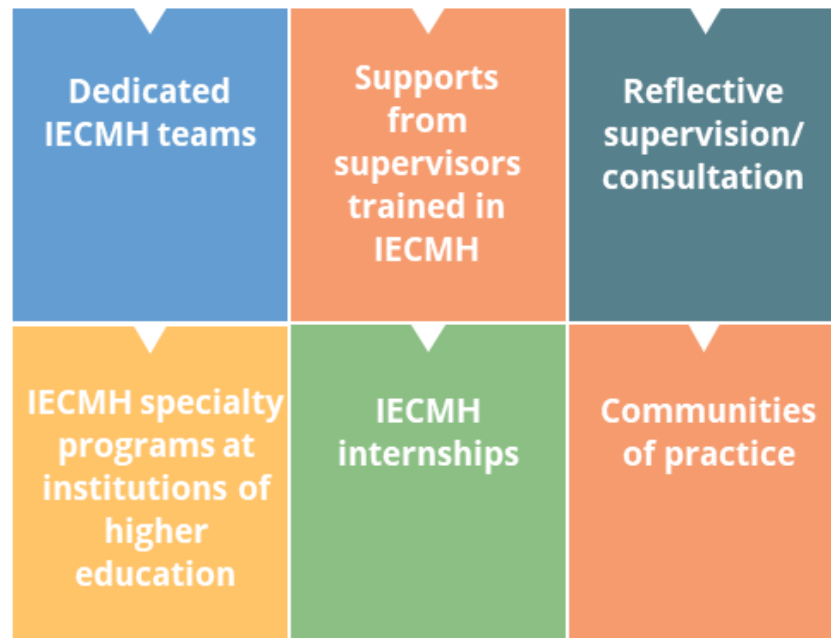 Dedicated
IECMH teams
Supports
from
supervisors
trained in
IECMH
Reflective
supervision/
consultation
IECMH specialty
programs at
institutions of
higher
education
IECMH
internships
Communities
of practice